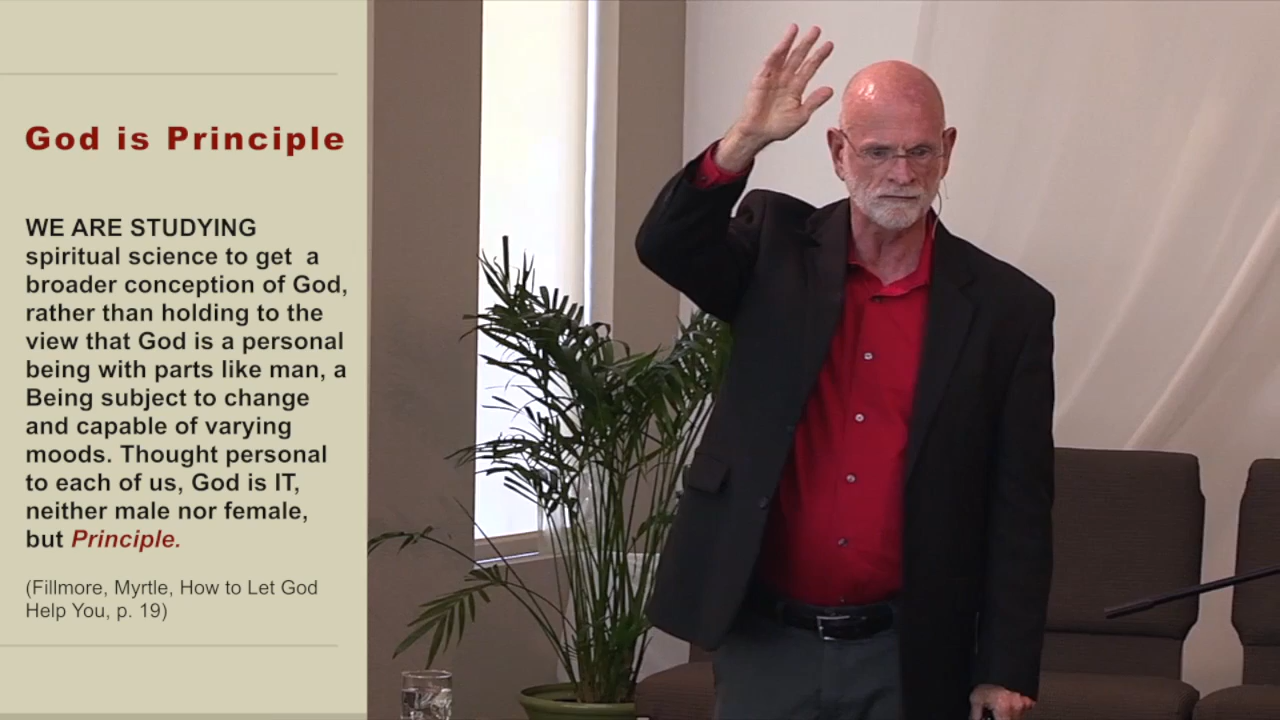 God is Principle
WE ARE STUDYING
spiritual science to get a
broader conception of God,
rather than holding to the
view that God is a personal
being with parts like man, a
Being subject to change
and capable of varying
moods. Thought personal
to each of us, God is IT,
neither male nor female,
but Principle.
(Fillmore, Myrtle, How to Let God
Help You, p. 19)